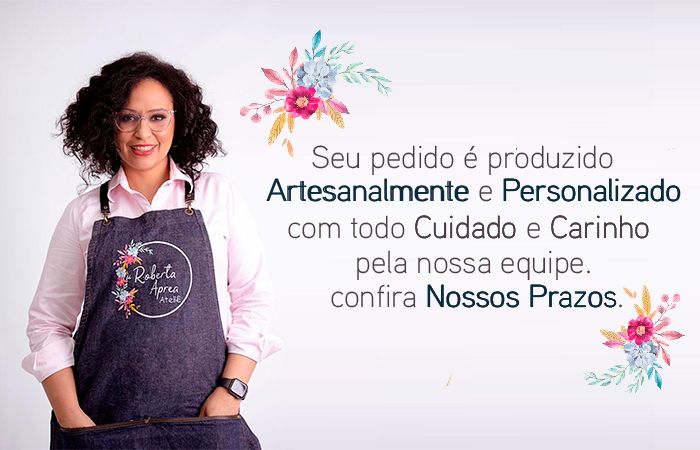 Roberta
Aprea
Ateliê
Seu pedido é produzido
Artesanalmente e Personalizado
com todo Cuidado e Carinho
pela nossa equipe.
confira Nossos Prazos.